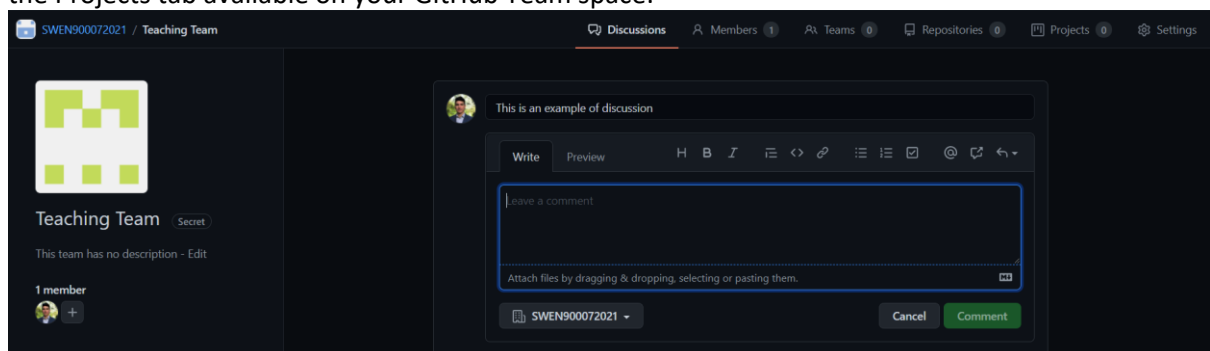 the Projects tab available on your GitHub Team space.
SWEN900072021 / Teaching Team
Discussions
Members 1
Teams 0
Repositories 0
Projects 0
Settings
This is an example of discussion
Write
Preview
H B I
Leave a comment
Attach files by dragging & dropping, selecting or pasting them.
SWEN900072021
Cancel
Comment
Teaching Team Secret
This team has no description - Edit
1 member